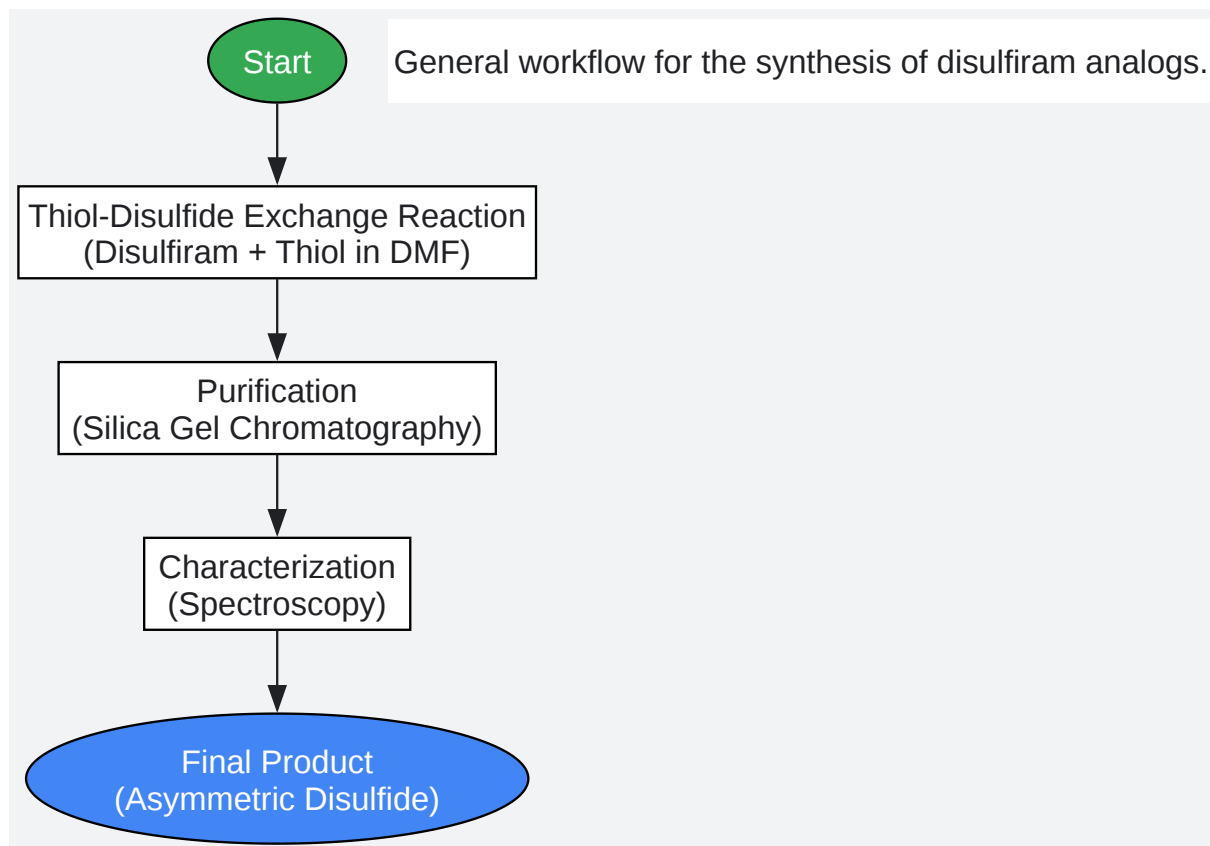 Start
General workflow for the synthesis of disulfiram analogs.
Thiol-Disulfide Exchange Reaction
(Disulfiram + Thiol in DMF)
Purification
(Silica Gel Chromatography)
Characterization
(Spectroscopy)
Final Product
(Asymmetric Disulfide)